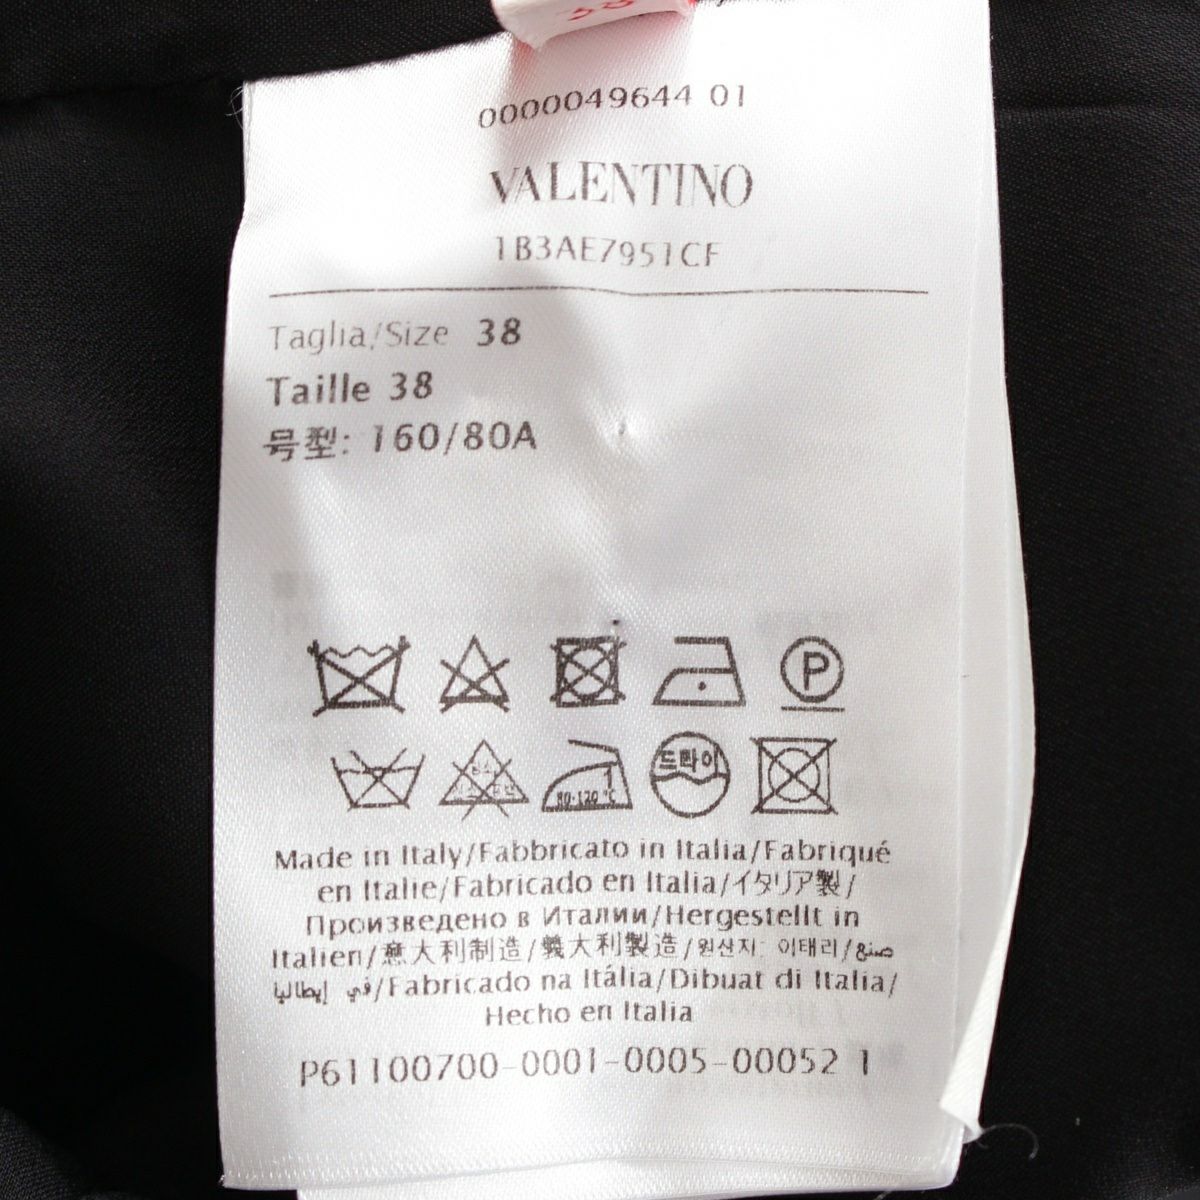 38
0000049644 01
VALENTINO
1B3AE7951CF
Taglia/Size 38
Taille 38
号型: 160/80A
P
드라이
80-120 °C
Made in Italy/Fabbricato in Italia/Fabriqué
en Italie/Fabricado en Italia/イタリア製/
Произведено в Италии/Hergestellt in
Italien/意大利制造/義大利製造/원산지: 이태리/صنع
في إيطاليا/Fabricado na Itália/Dibuat di Italia/
Hecho en Italia
P61100700-0001-0005-00052 1